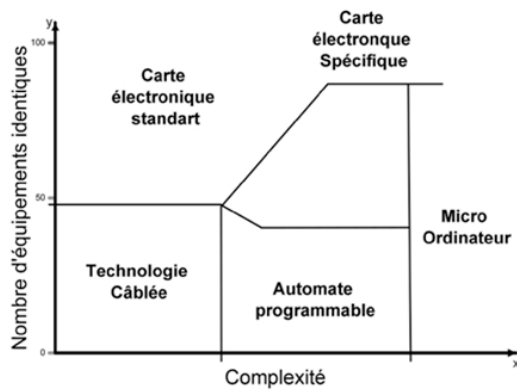 y
100
Nombre d'équipements identiques
Carte
électronique
standart
Carte
électronque
Spécifique
50
Technologie
Câblée
Automate
programmable
Micro
Ordinateur
0
Complexité
x